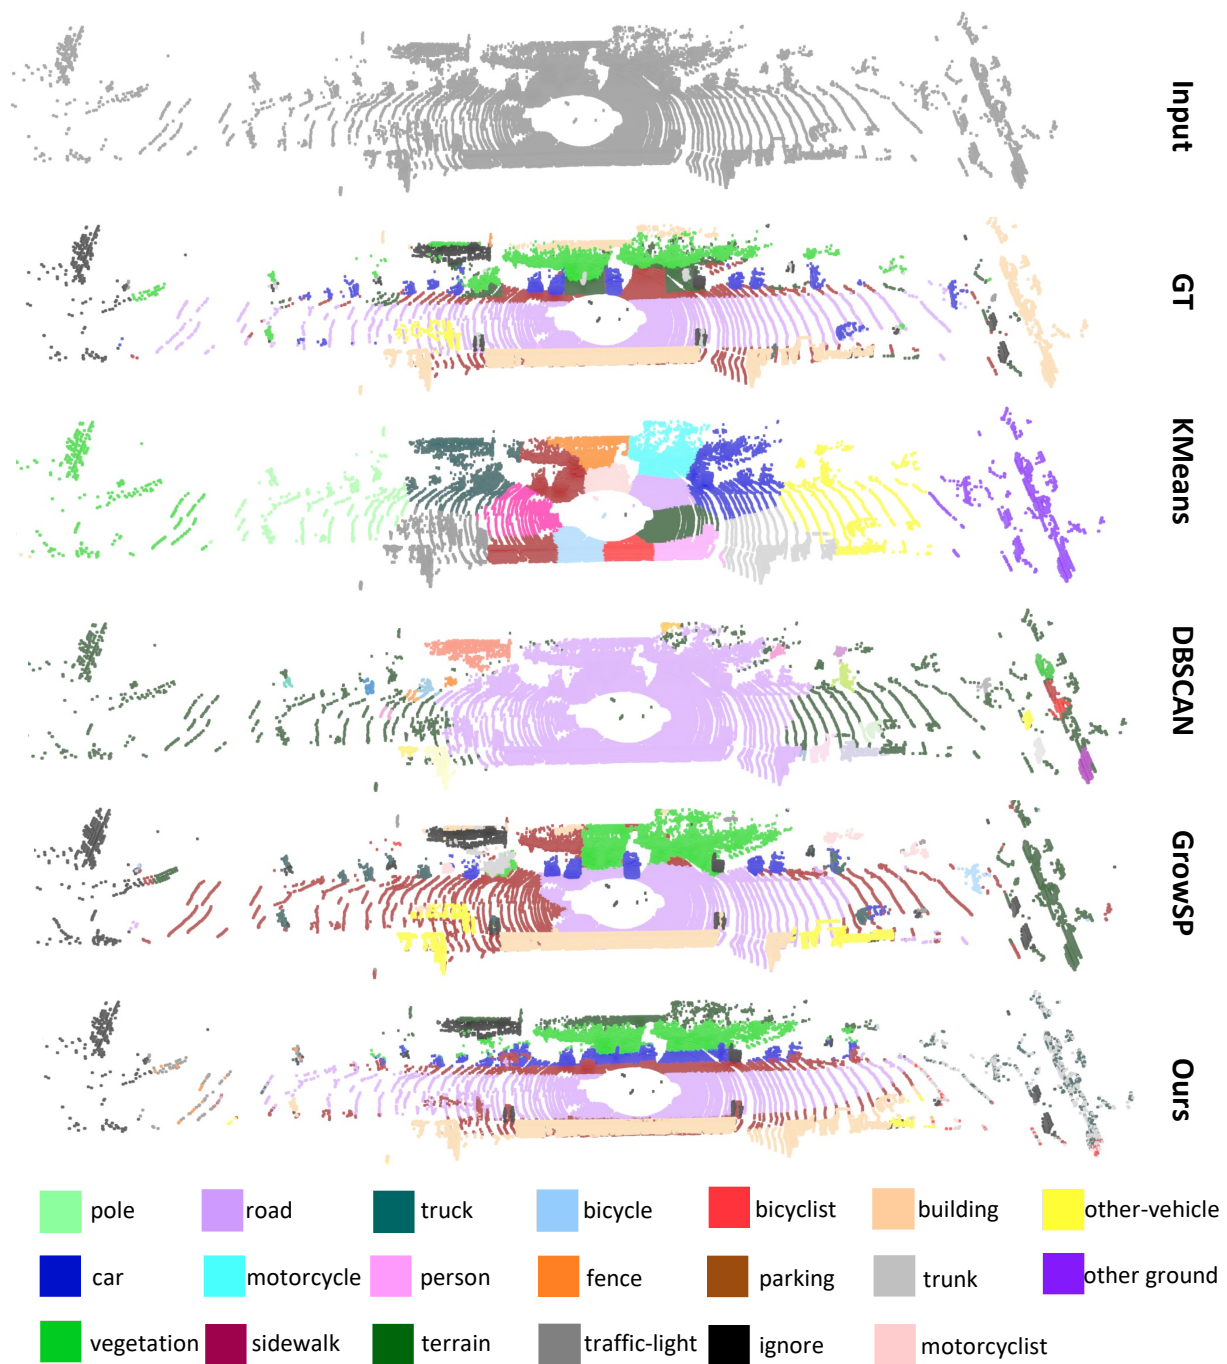 Input
GT
KMeans
DBSCAN
GrowSP
Ours
pole road truck bicycle bicyclist building other-vehicle
car motorcycle person fence parking trunk other ground
vegetation sidewalk terrain traffic-light ignore motorcyclist